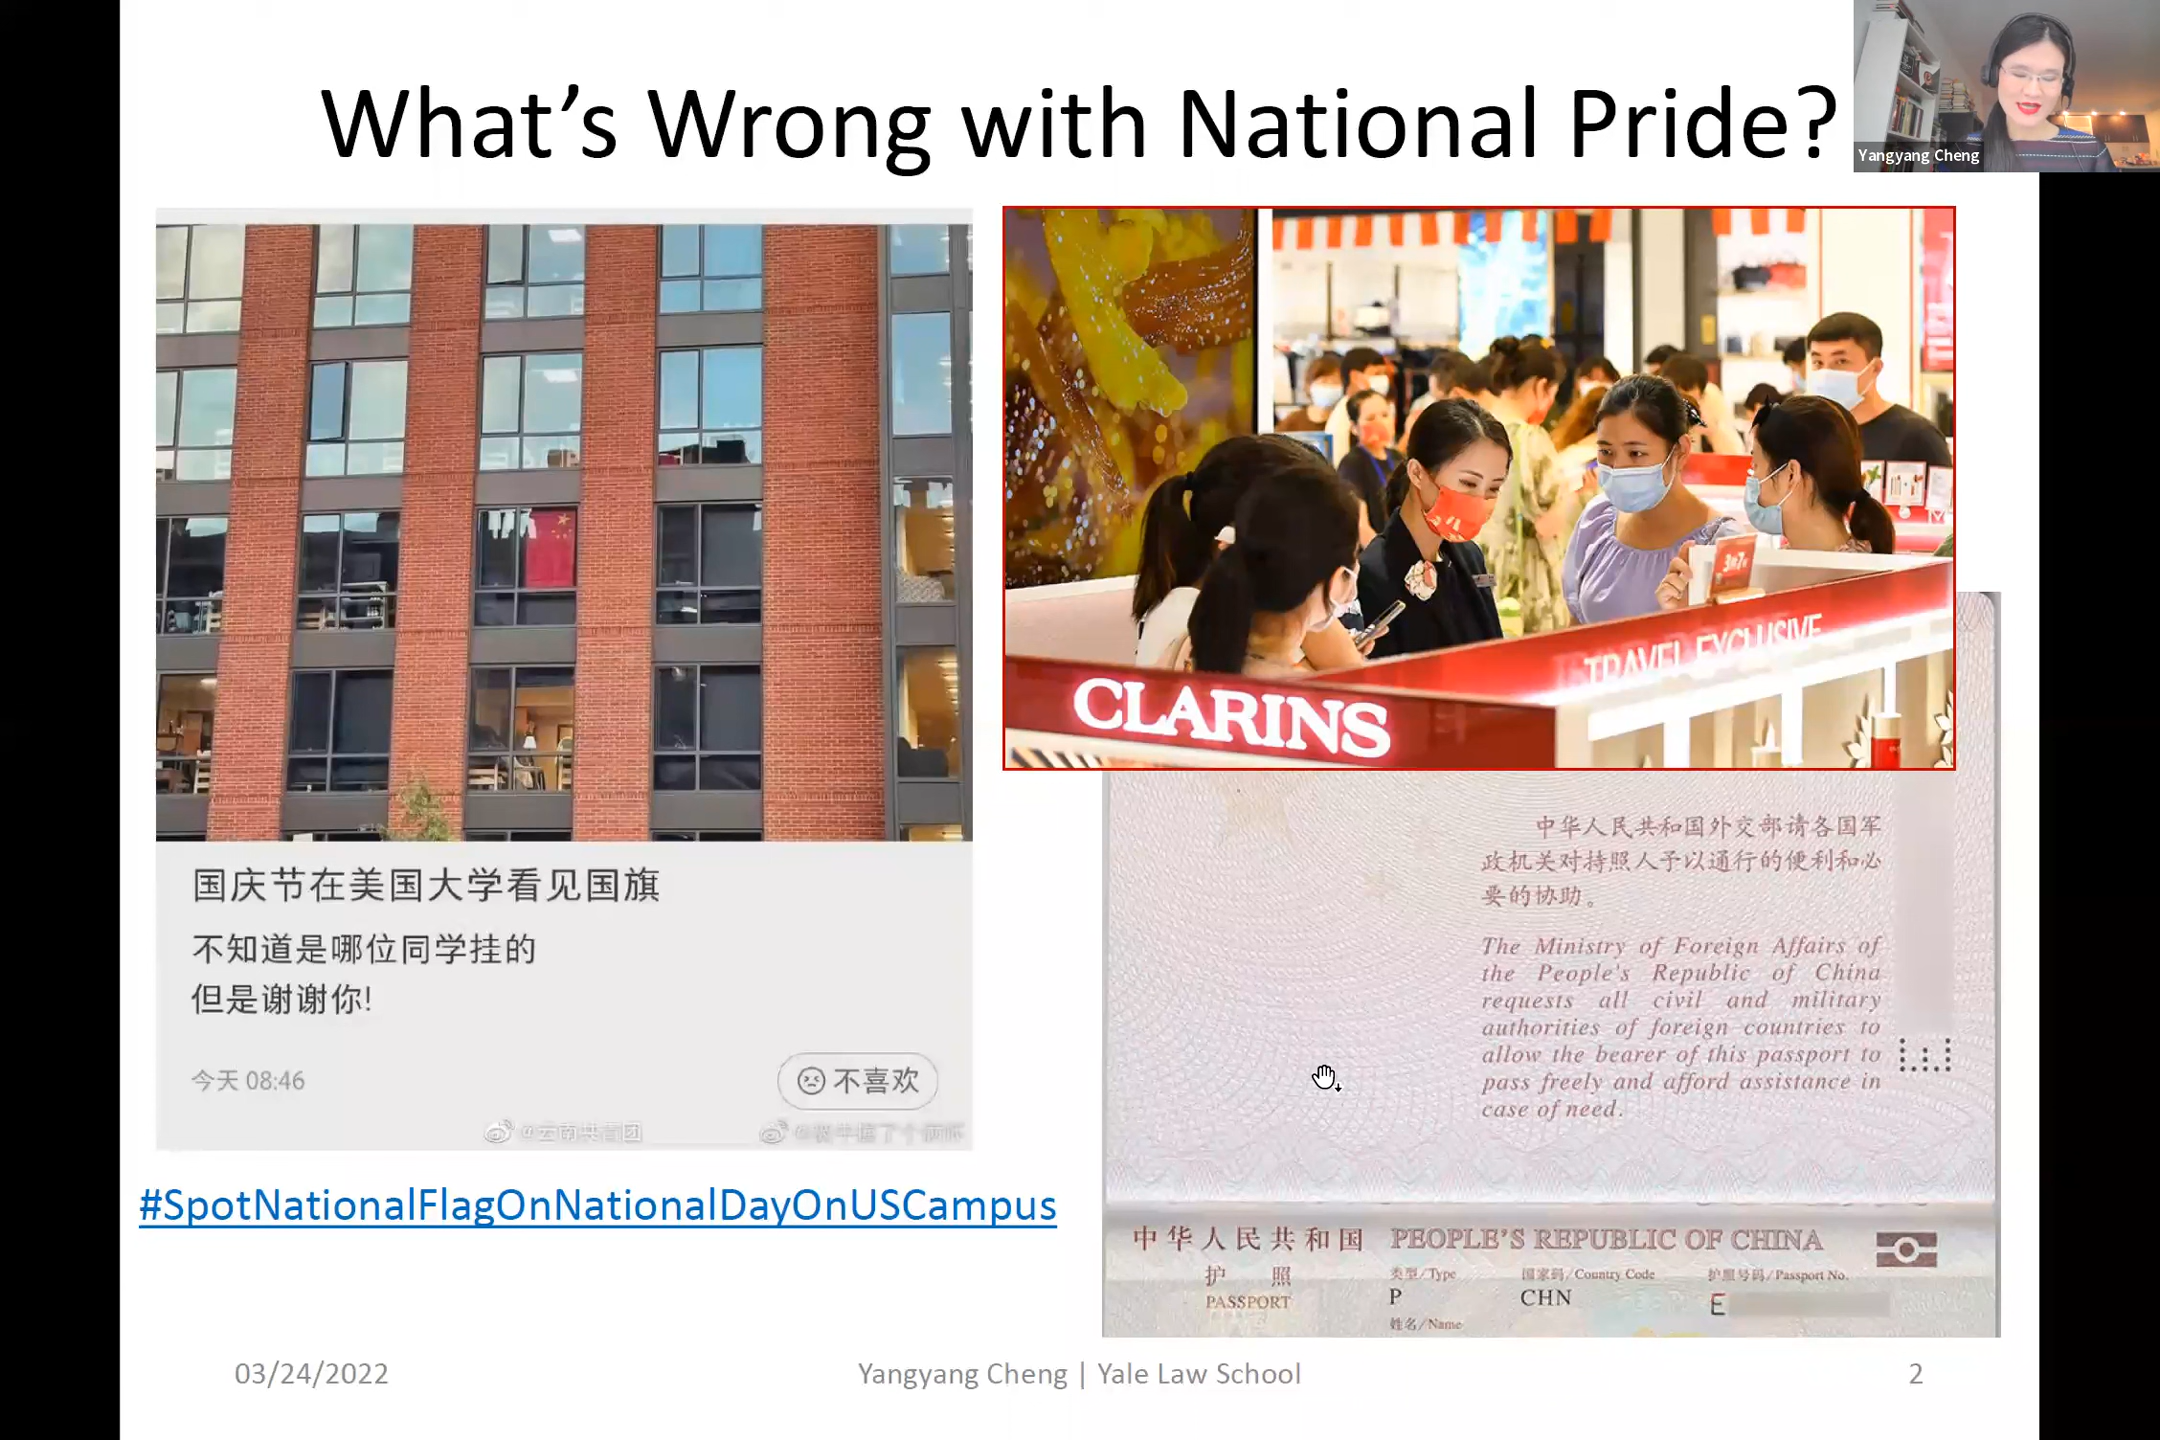 What's Wrong with National Pride?
Yangyang Cheng
TRAVEL EXCLUSIVE
CLARINS
国庆节在美国大学看见国旗
不知道是哪位同学挂的
但是谢谢你!
今天 08:46
不喜欢
@云南共青团
#SpotNationalFlagOnNationalDayOnUSCampus
中华人民共和国外交部请各国军
政机关对持照人予以通行的便利和必
要的协助。
The Ministry of Foreign Affairs of
the People's Republic of China
requests all civil and military
authorities of foreign countries to
allow the bearer of this passport to
pass freely and afford assistance in
case of need.
中华人民共和国 PEOPLE'S REPUBLIC OF CHINA
护 照
PASSPORT
类型/Type
国家码/Country Code
护照号码/Passport No.
P
CHN
E
姓名/Name
03/24/2022
Yangyang Cheng | Yale Law School
2